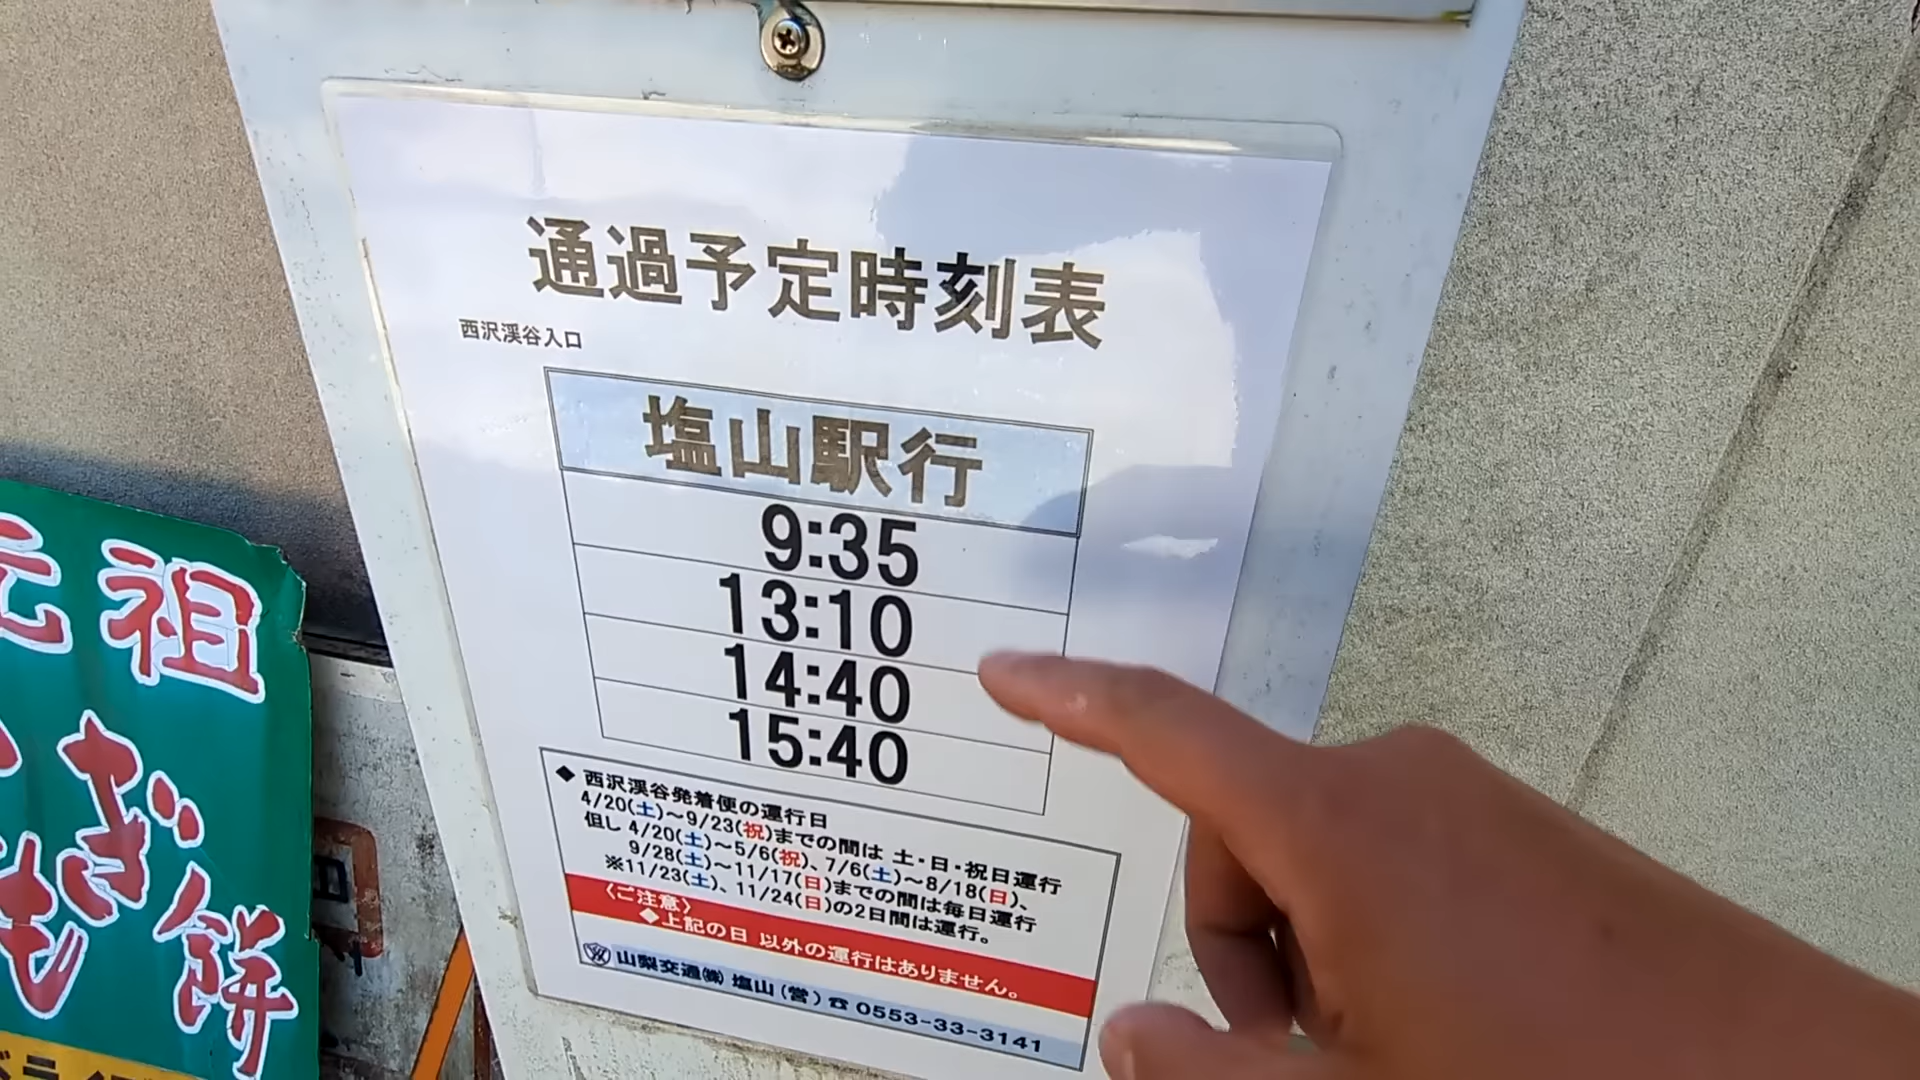 通過予定時刻表
西沢渓谷入口
塩山駅行
9:35
13:10
14:40
15:40
◆ 西沢渓谷発着便の運行日
4/20(土)～9/23(祝)までの間は 土・日・祝日運行
但し 4/20(土)～5/6(祝)、7/6(土)～8/18(日)、
9/28(土)～11/17(日)までの間は毎日運行
※11/23(土)、11/24(日)の2日間は運行。
〈ご注意〉
◆上記の日 以外の運行はありません。
山梨交通㈱ 塩山（営）☎ 0553-33-3141
元祖
よもぎ餅